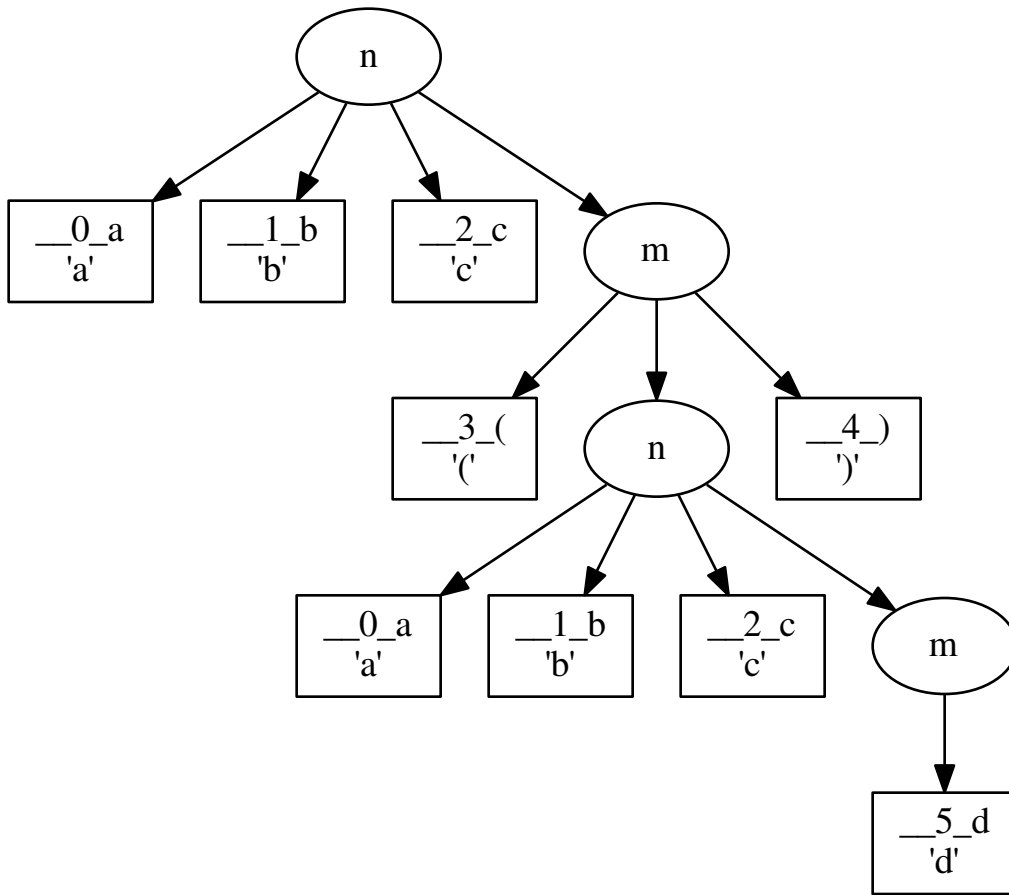 n
__0_a
'a'
__1_b
'b'
__2_c
'c'
m
__3_(
'('
n
__4_)
')'
__0_a
'a'
__1_b
'b'
__2_c
'c'
m
__5_d
'd'